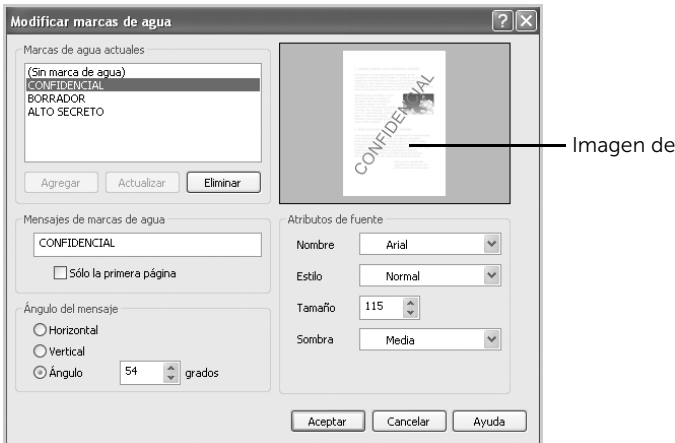 Modificar marcas de agua
Marcas de agua actuales
(Sin marca de agua)
CONFIDENCIAL
BORRADOR
ALTO SECRETO
Agregar
Actualizar
Eliminar
CONFIDENCIAL
Imagen de
Mensajes de marcas de agua
CONFIDENCIAL
Sólo la primera página
Ángulo del mensaje
Horizontal
Vertical
Ángulo 54 grados
Atributos de fuente
Nombre Arial
Estilo Normal
Tamaño 115
Sombra Media
Aceptar Cancelar Ayuda